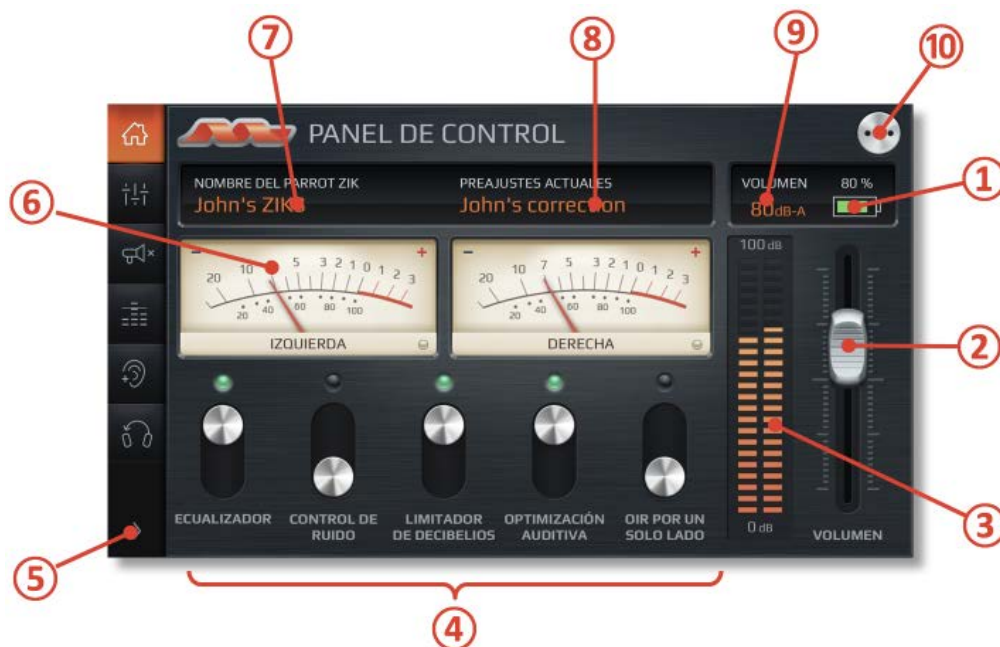 7
8
9
10
PANEL DE CONTROL
NOMBRE DEL PARROT ZIK
John's ZIK3
PREAJUSTES ACTUALES
John's correction
VOLUMEN
80 %
80dB-A
1
6
- +
20 10 5 3 2 1 0 1 2 3
20 40 60 80 100
IZQUIERDA
- +
20 10 7 5 3 2 1 0 1 2 3
20 40 60 80 100
DERECHA
100 dB
2
3
0 dB
VOLUMEN
ECUALIZADOR
CONTROL DE
RUIDO
LIMITADOR
DE DECIBELIOS
OPTIMIZACIÓN
AUDITIVA
OIR POR UN
SOLO LADO
5
4